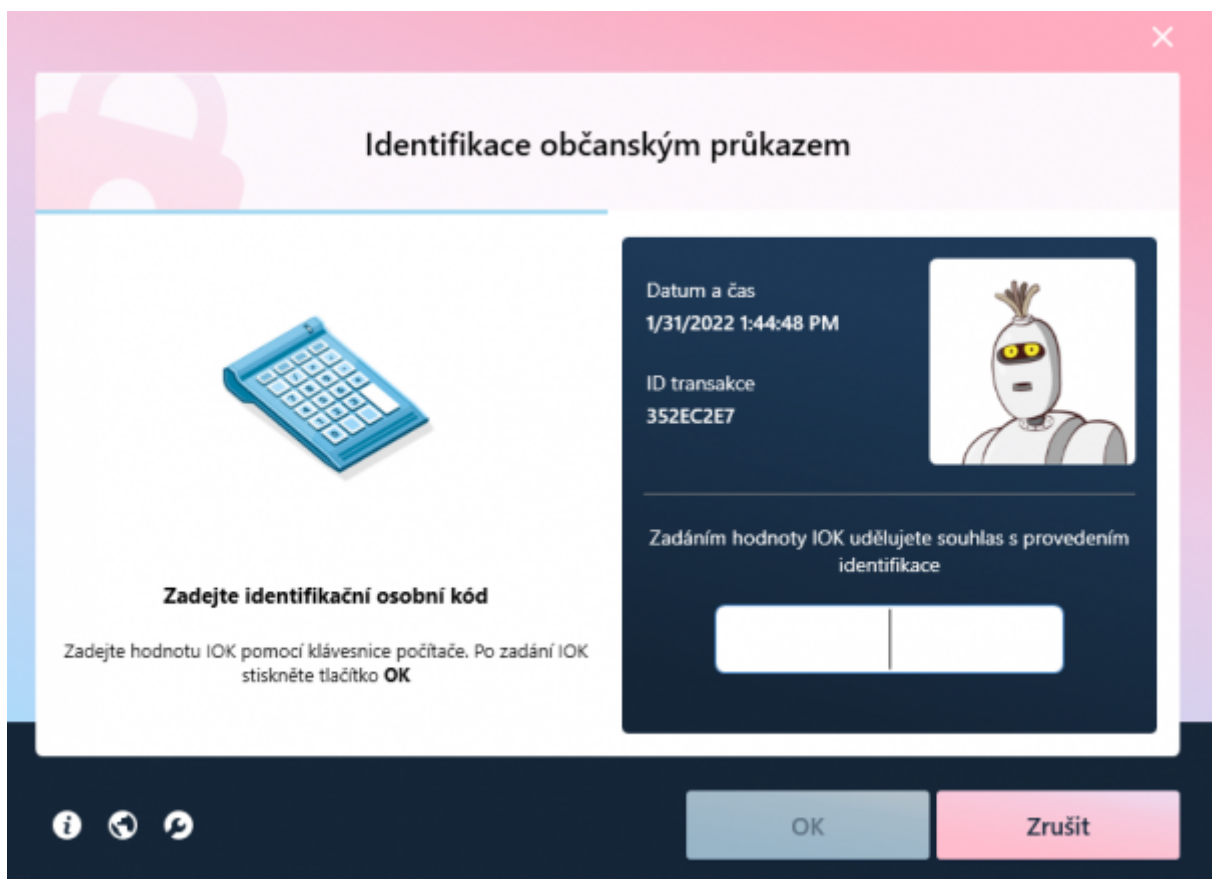 Identifikace občanským průkazem
Datum a čas
1/31/2022 1:44:48 PM
ID transakce
352EC2E7
Zadáním hodnoty IOK udělujete souhlas s provedením
identifikace
Zadejte identifikační osobní kód
Zadejte hodnotu IOK pomocí klávesnice počítače. Po zadání IOK
stiskněte tlačítko OK
OK
Zrušit